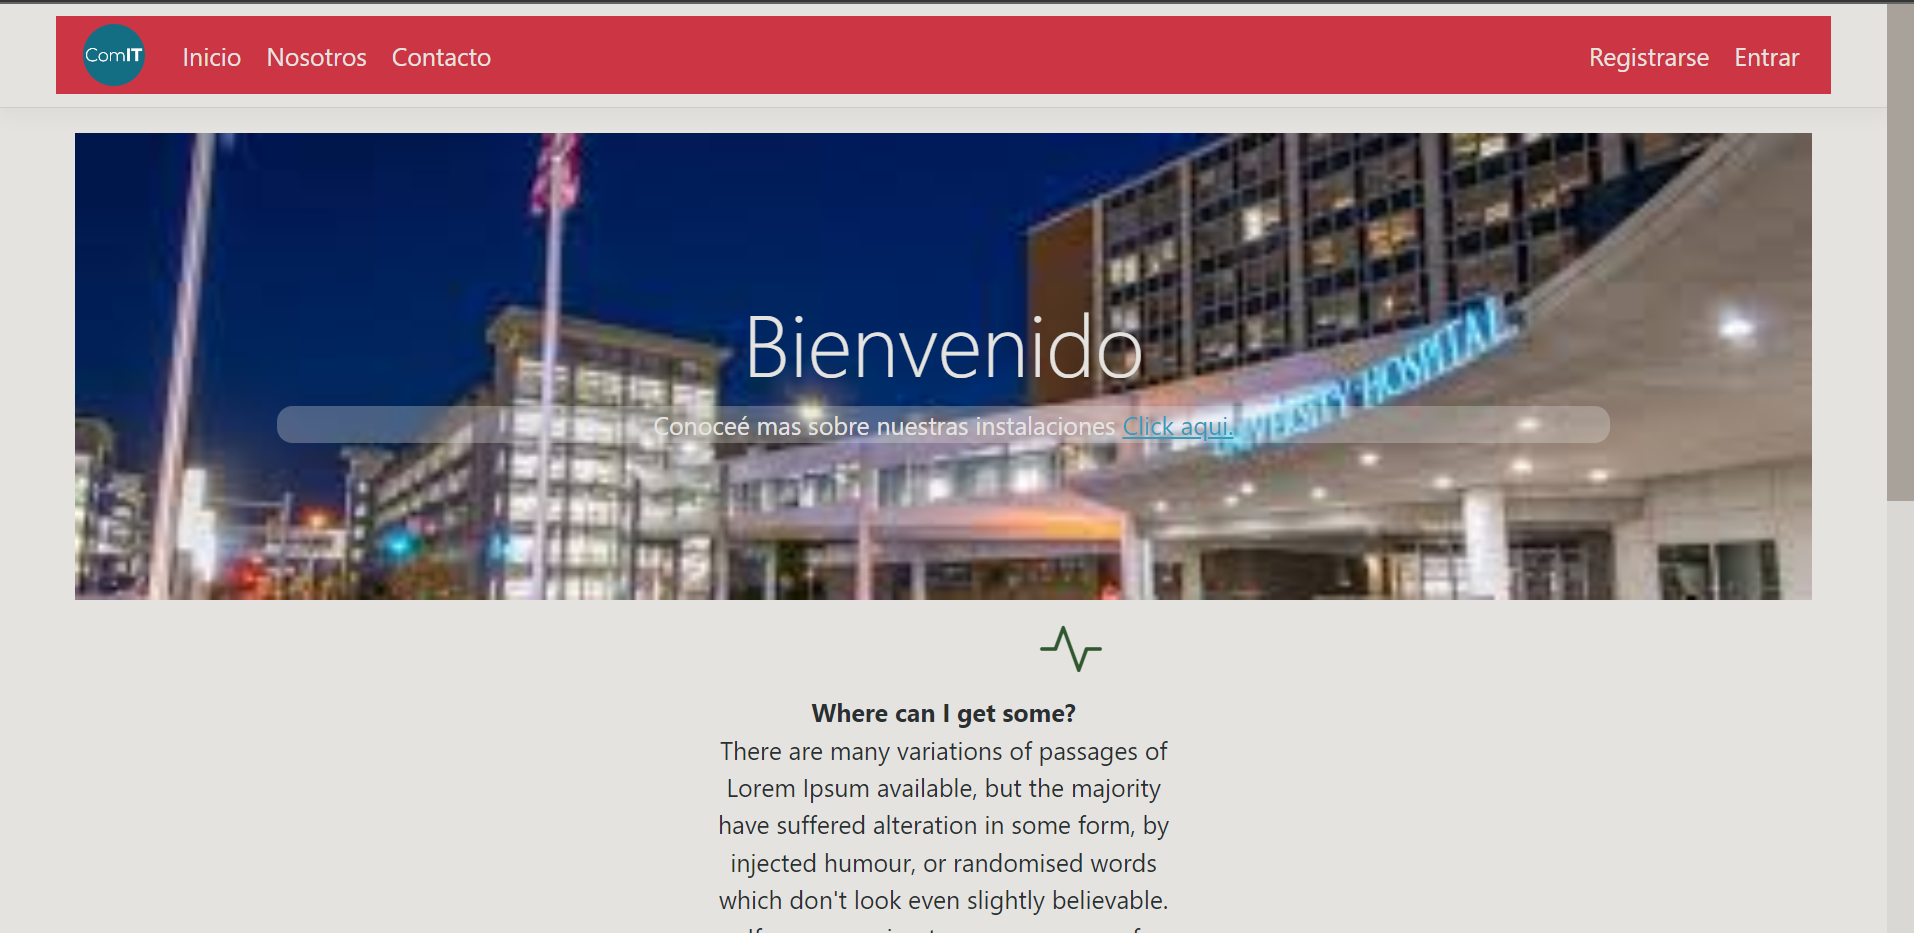 ComIT Inicio Nosotros Contacto Registrarse Entrar
Bienvenido
UNIVERSITY HOSPITAL
Conoceé mas sobre nuestras instalaciones Click aqui.
Where can I get some?
There are many variations of passages of
Lorem Ipsum available, but the majority
have suffered alteration in some form, by
injected humour, or randomised words
which don't look even slightly believable.